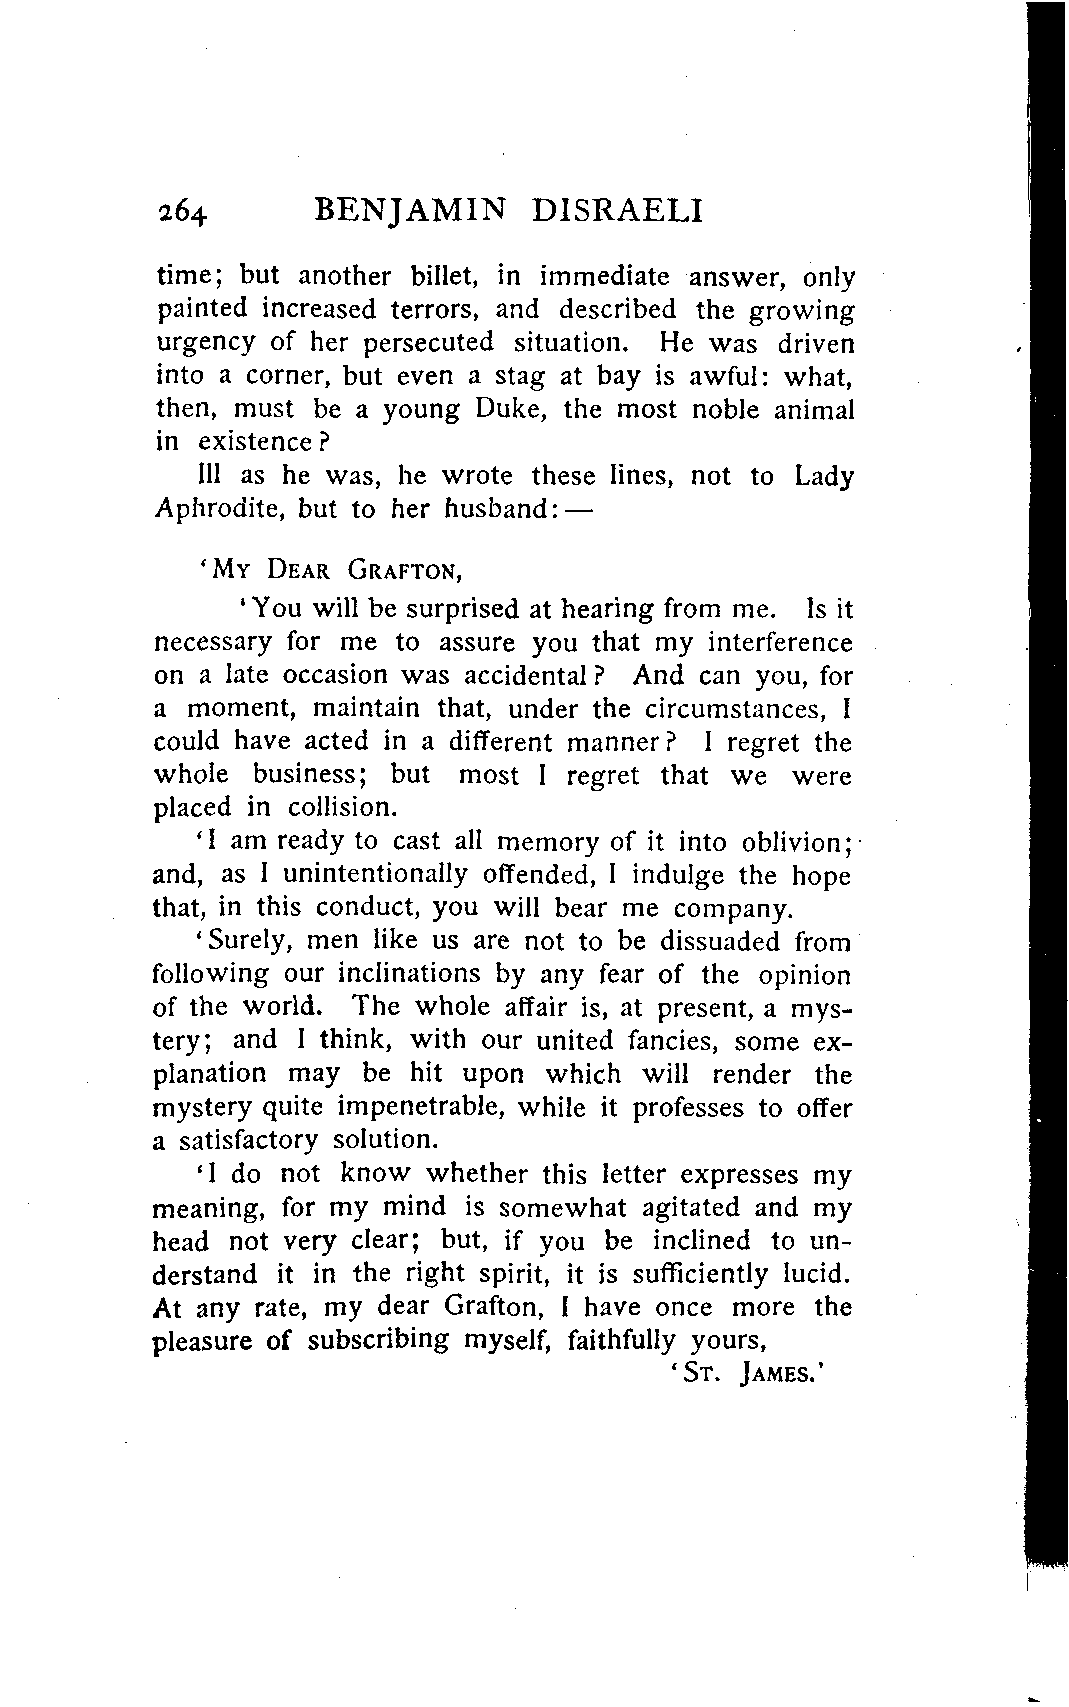 264 BENJAMIN DISRAELI
time; but another billet, in immediate answer, only
painted increased terrors, and described the growing
urgency of her persecuted situation. He was driven
into a corner, but even a stag at bay is awful: what,
then, must be a young Duke, the most noble animal
in existence?
Ill as he was, he wrote these lines, not to Lady
Aphrodite, but to her husband:—
‘MY DEAR GRAFTON,
‘You will be surprised at hearing from me. Is it
necessary for me to assure you that my interference
on a late occasion was accidental? And can you, for
a moment, maintain that, under the circumstances, I
could have acted in a different manner? I regret the
whole business; but most I regret that we were
placed in collision.
‘I am ready to cast all memory of it into oblivion;
and, as I unintentionally offended, I indulge the hope
that, in this conduct, you will bear me company.
‘Surely, men like us are not to be dissuaded from
following our inclinations by any fear of the opinion
of the world. The whole affair is, at present, a mys-
tery; and I think, with our united fancies, some ex-
planation may be hit upon which will render the
mystery quite impenetrable, while it professes to offer
a satisfactory solution.
‘I do not know whether this letter expresses my
meaning, for my mind is somewhat agitated and my
head not very clear; but, if you be inclined to un-
derstand it in the right spirit, it is sufficiently lucid.
At any rate, my dear Grafton, I have once more the
pleasure of subscribing myself, faithfully yours,
‘ST. JAMES.’